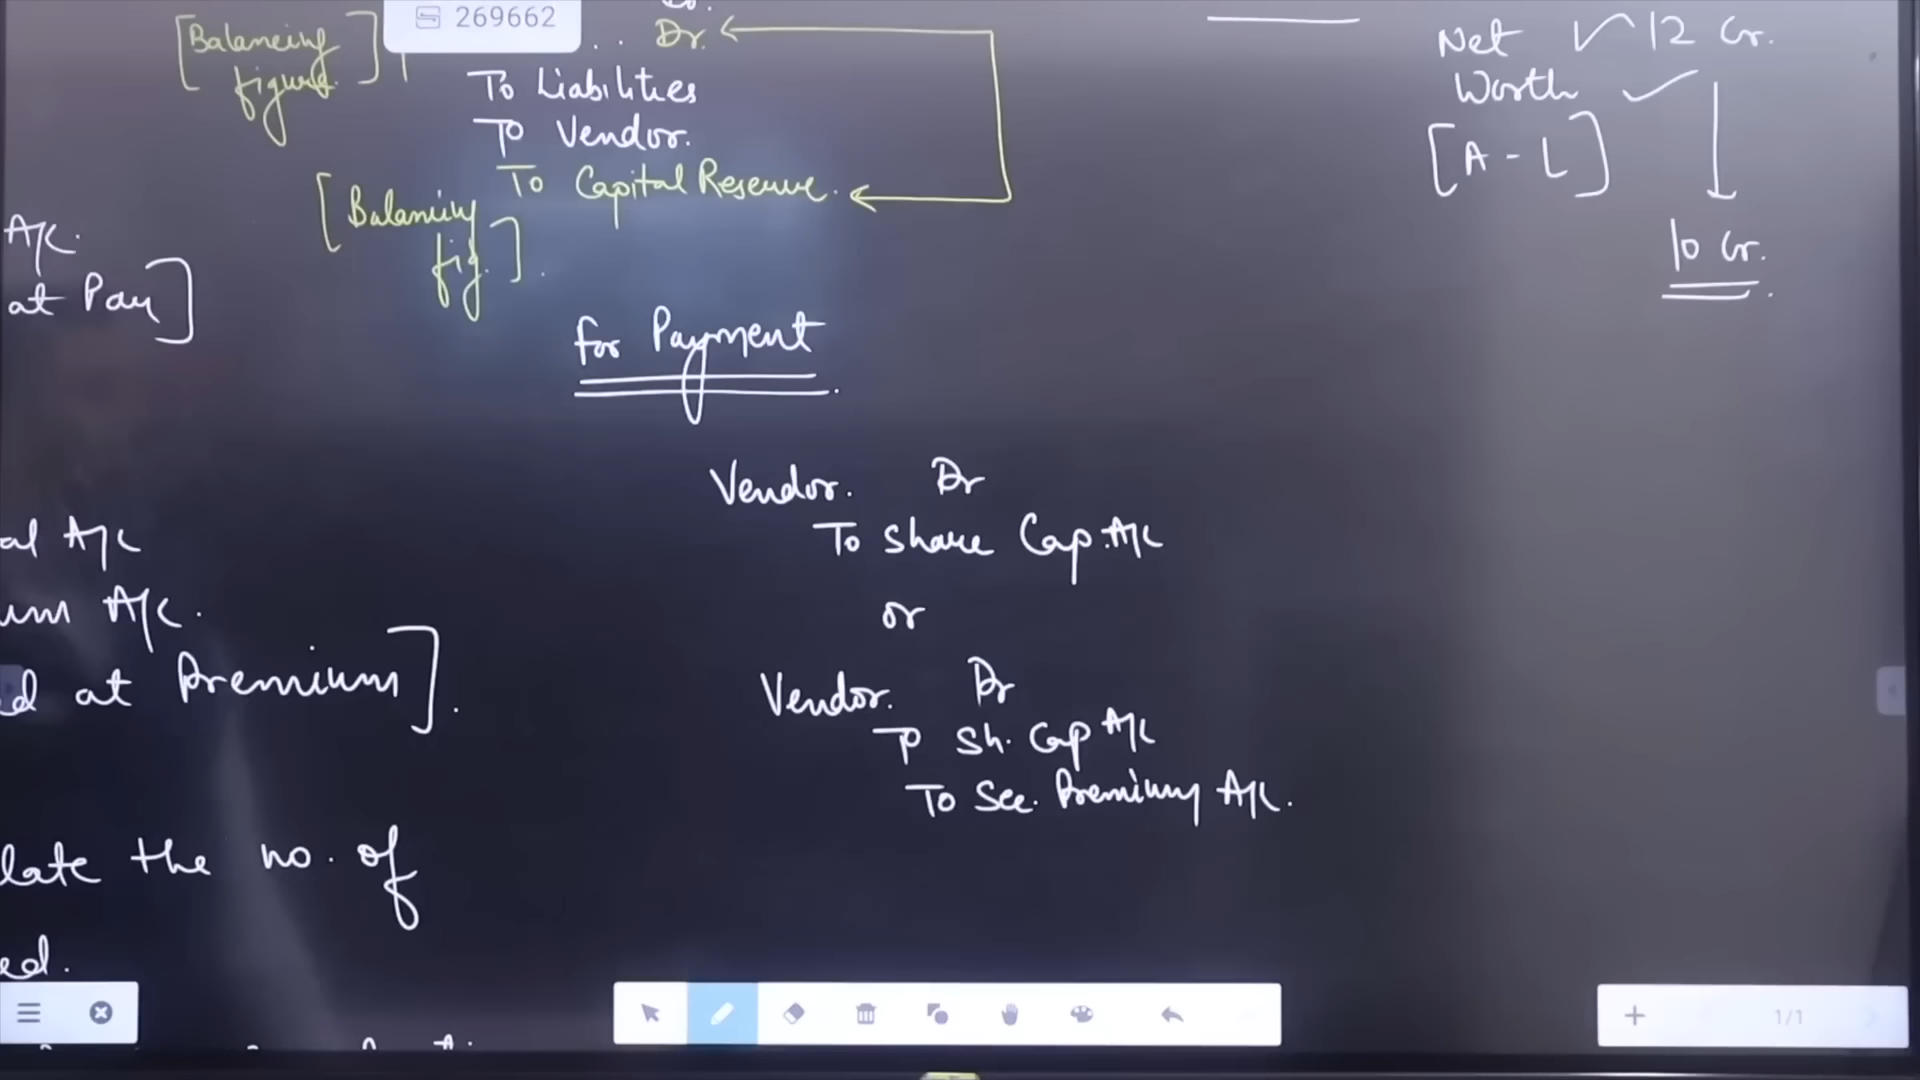 269662
[Balancing
figure.]
Dr.
To Liabilities
To Vendor.
To Capital Reserve.
[Balancing
fig.].
Net 12 Cr.
Worth
[A - L]
10 Cr.
A/c.
at Par]
for Payment
Vendor. Dr
To Share Cap. A/c
or
Vendor. Dr
To Sh. Cap A/c
To Sec. Premium A/c.
al A/c
um A/c.
ed at Premium].
late the no. of
ed.
1/1